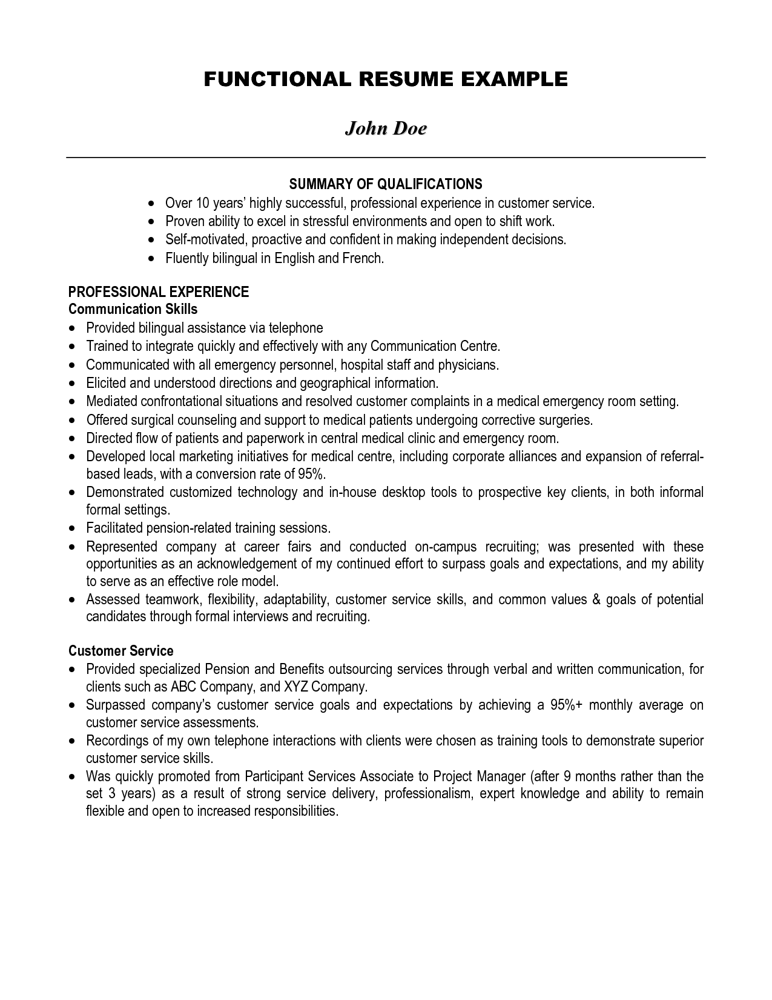 FUNCTIONAL RESUME EXAMPLE
John Doe
SUMMARY OF QUALIFICATIONS
• Over 10 years’ highly successful, professional experience in customer service.
• Proven ability to excel in stressful environments and open to shift work.
• Self-motivated, proactive and confident in making independent decisions.
• Fluently bilingual in English and French.
PROFESSIONAL EXPERIENCE
Communication Skills
• Provided bilingual assistance via telephone
• Trained to integrate quickly and effectively with any Communication Centre.
• Communicated with all emergency personnel, hospital staff and physicians.
• Elicited and understood directions and geographical information.
• Mediated confrontational situations and resolved customer complaints in a medical emergency room setting.
• Offered surgical counseling and support to medical patients undergoing corrective surgeries.
• Directed flow of patients and paperwork in central medical clinic and emergency room.
• Developed local marketing initiatives for medical centre, including corporate alliances and expansion of referral-
based leads, with a conversion rate of 95%.
• Demonstrated customized technology and in-house desktop tools to prospective key clients, in both informal
formal settings.
• Facilitated pension-related training sessions.
• Represented company at career fairs and conducted on-campus recruiting; was presented with these
opportunities as an acknowledgement of my continued effort to surpass goals and expectations, and my ability
to serve as an effective role model.
• Assessed teamwork, flexibility, adaptability, customer service skills, and common values & goals of potential
candidates through formal interviews and recruiting.
Customer Service
• Provided specialized Pension and Benefits outsourcing services through verbal and written communication, for
clients such as ABC Company, and XYZ Company.
• Surpassed company’s customer service goals and expectations by achieving a 95%+ monthly average on
customer service assessments.
• Recordings of my own telephone interactions with clients were chosen as training tools to demonstrate superior
customer service skills.
• Was quickly promoted from Participant Services Associate to Project Manager (after 9 months rather than the
set 3 years) as a result of strong service delivery, professionalism, expert knowledge and ability to remain
flexible and open to increased responsibilities.